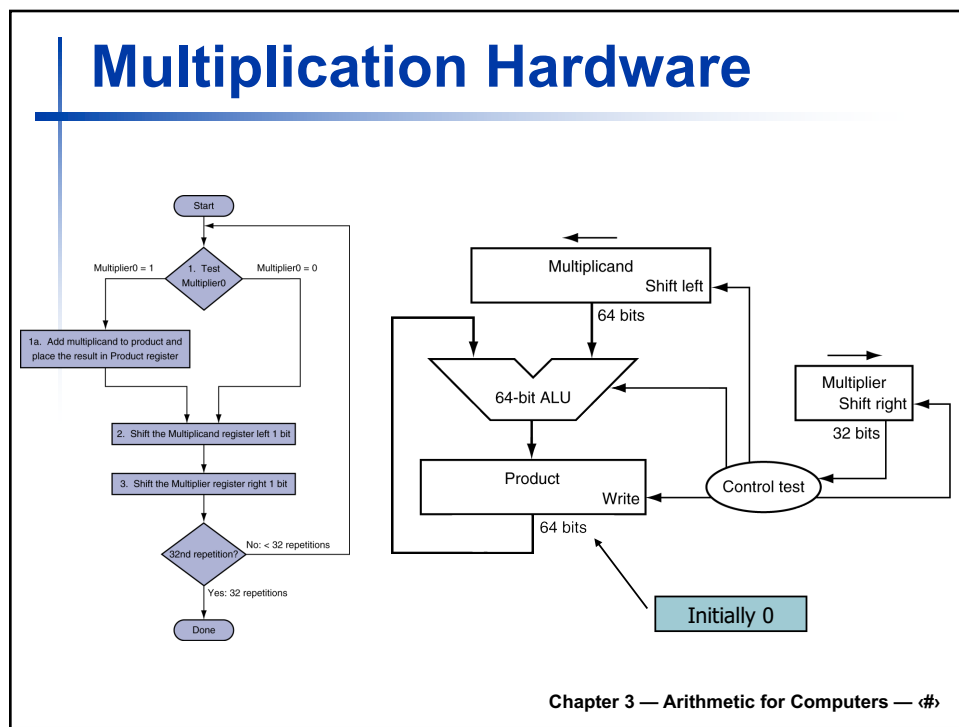 Multiplication Hardware
Start
Multiplier0 = 1
1. Test
Multiplier0
Multiplier0 = 0
1a. Add multiplicand to product and
place the result in Product register
2. Shift the Multiplicand register left 1 bit
3. Shift the Multiplier register right 1 bit
32nd repetition?
No: < 32 repetitions
Yes: 32 repetitions
Done
Multiplicand
Shift left
64 bits
64-bit ALU
Multiplier
Shift right
32 bits
Product
Write
64 bits
Control test
Initially 0
Chapter 3 — Arithmetic for Computers — ‹#›